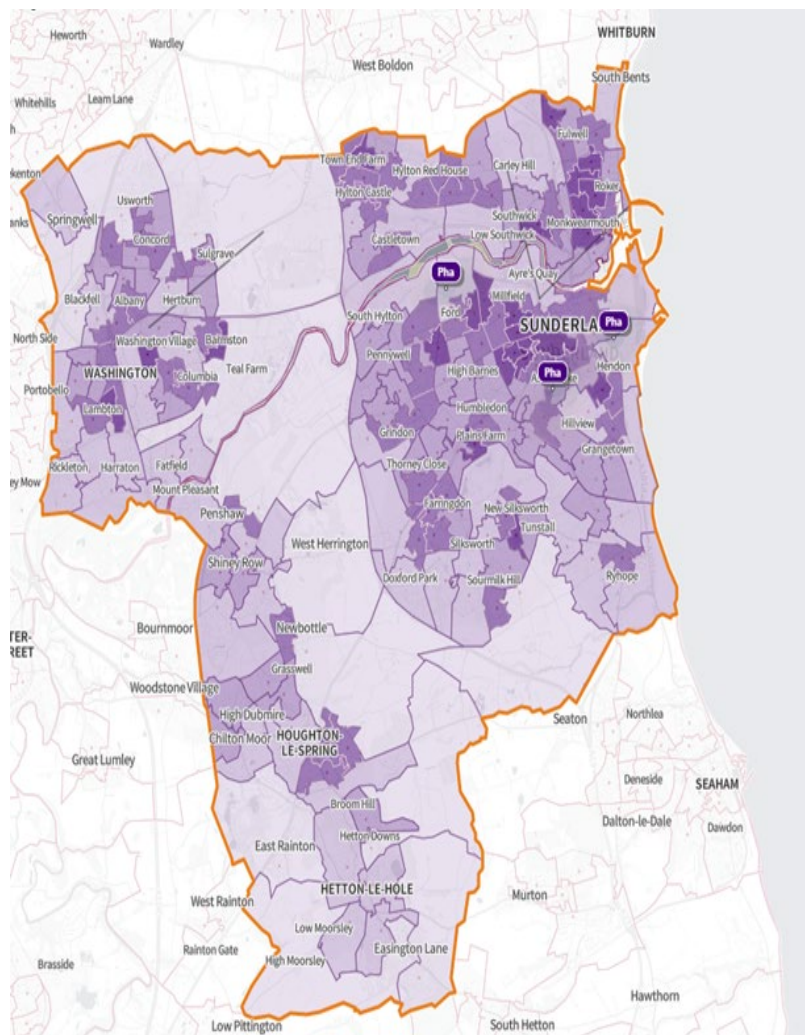 WHITBURN
Heworth
Wardley
West Boldon
South Bents
Whitehills
Leam Lane
Fulwell
Town End Farm
Carley Hill
Hylton Red House
Usworth
Hylton Castle
Roker
Springwell
Southwick
Monkwearmouth
Concord
Castletown
Low Southwick
Sulgrave
Ayre's Quay
Pha
Blackfell
Albany
Hertburn
Millfield
South Hylton
Ford
Pha
North Side
Washington Village
Barmston
Pennywell
Teal Farm
High Barnes
Pha
Hendon
WASHINGTON
Columbia
Portobello
Lambton
Humbledon
Hillview
Grindon
Plains Farm
Grangetown
Rickleton
Harraton
Fatfield
Thorney Close
Mount Pleasant
Penshaw
Farringdon
New Silksworth
Tunstall
West Herrington
Silksworth
Shiney Row
Doxford Park
Sourmilk Hill
Ryhope
Bournmoor
Newbottle
Grasswell
Woodstone Village
High Dubmire
Seaton
Northlea
Chilton Moor
HOUGHTON-
LE-SPRING
Great Lumley
Deneside
SEAHAM
Broom Hill
Dalton-le-Dale
Dawdon
Hetton Downs
East Rainton
HETTON-LE-HOLE
West Rainton
Murton
Low Moorsley
Rainton Gate
Easington Lane
High Moorsley
Brasside
Hawthorn
Low Pittington
South Hetton